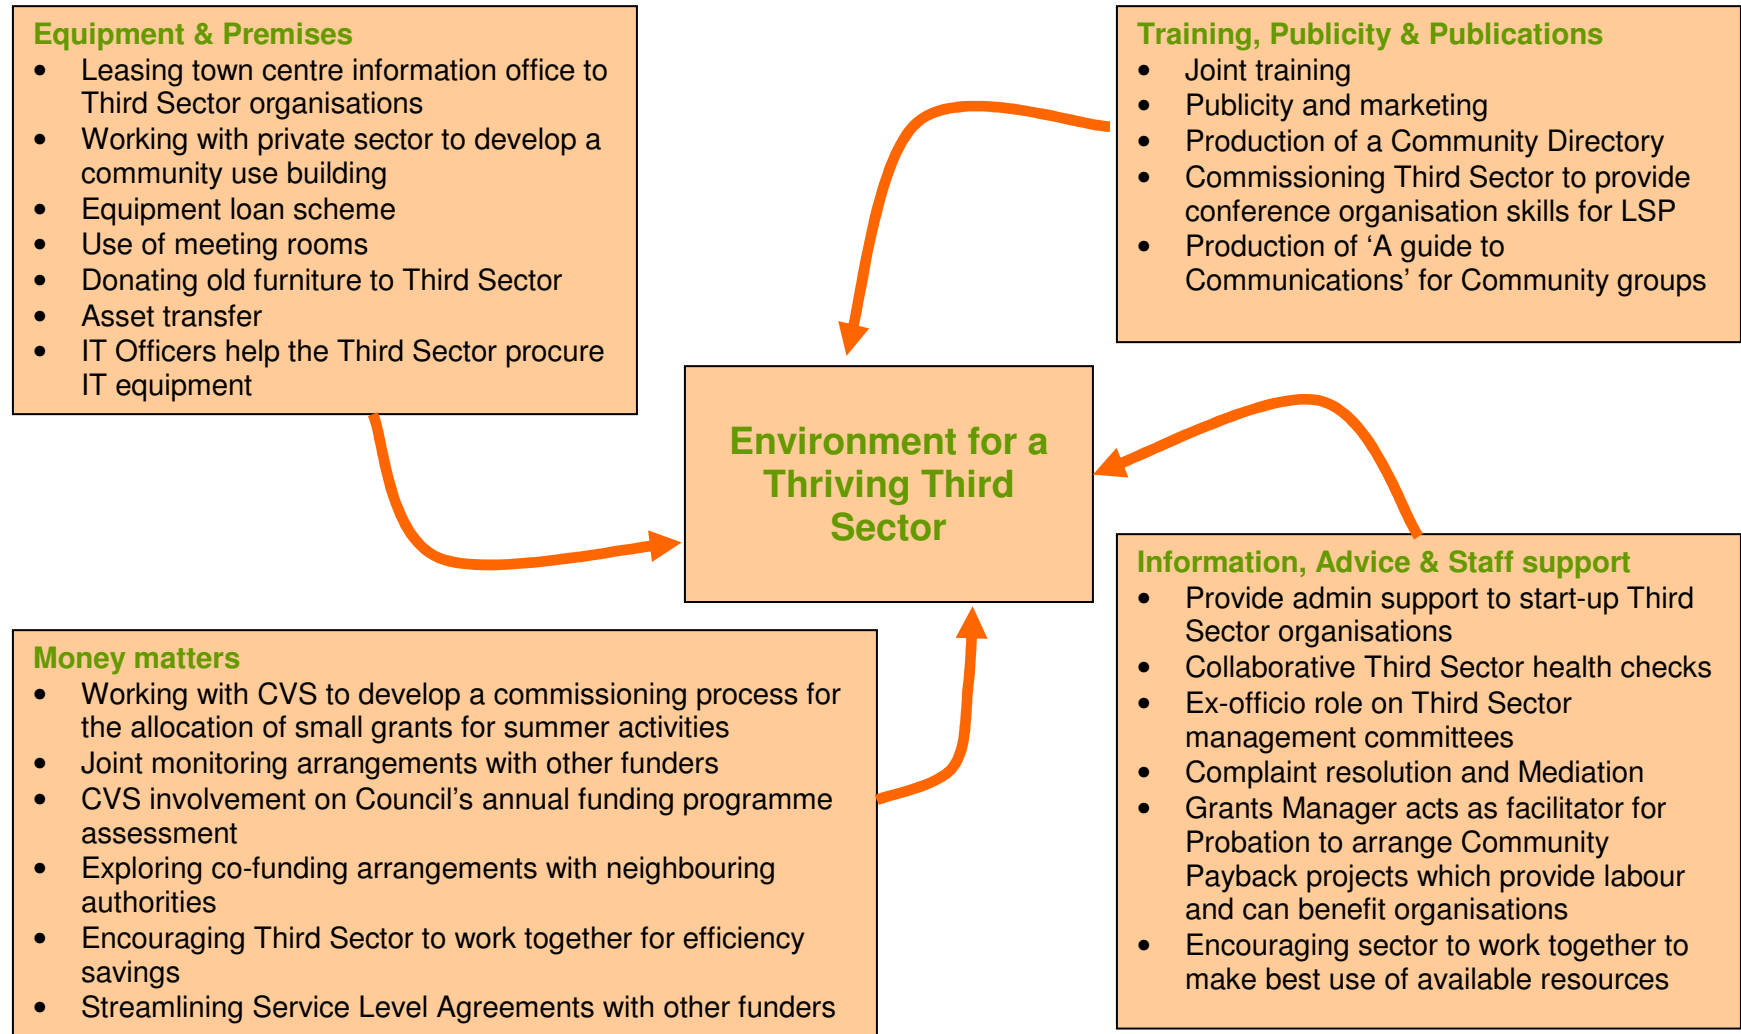 Equipment & Premises
• Leasing town centre information office to
Third Sector organisations
• Working with private sector to develop a
community use building
• Equipment loan scheme
• Use of meeting rooms
• Donating old furniture to Third Sector
• Asset transfer
• IT Officers help the Third Sector procure
IT equipment
Training, Publicity & Publications
• Joint training
• Publicity and marketing
• Production of a Community Directory
• Commissioning Third Sector to provide
conference organisation skills for LSP
• Production of ‘A guide to
Communications’ for Community groups
Environment for a
Thriving Third
Sector
Money matters
• Working with CVS to develop a commissioning process for
the allocation of small grants for summer activities
• Joint monitoring arrangements with other funders
• CVS involvement on Council’s annual funding programme
assessment
• Exploring co-funding arrangements with neighbouring
authorities
• Encouraging Third Sector to work together for efficiency
savings
• Streamlining Service Level Agreements with other funders
Information, Advice & Staff support
• Provide admin support to start-up Third
Sector organisations
• Collaborative Third Sector health checks
• Ex-officio role on Third Sector
management committees
• Complaint resolution and Mediation
• Grants Manager acts as facilitator for
Probation to arrange Community
Payback projects which provide labour
and can benefit organisations
• Encouraging sector to work together to
make best use of available resources